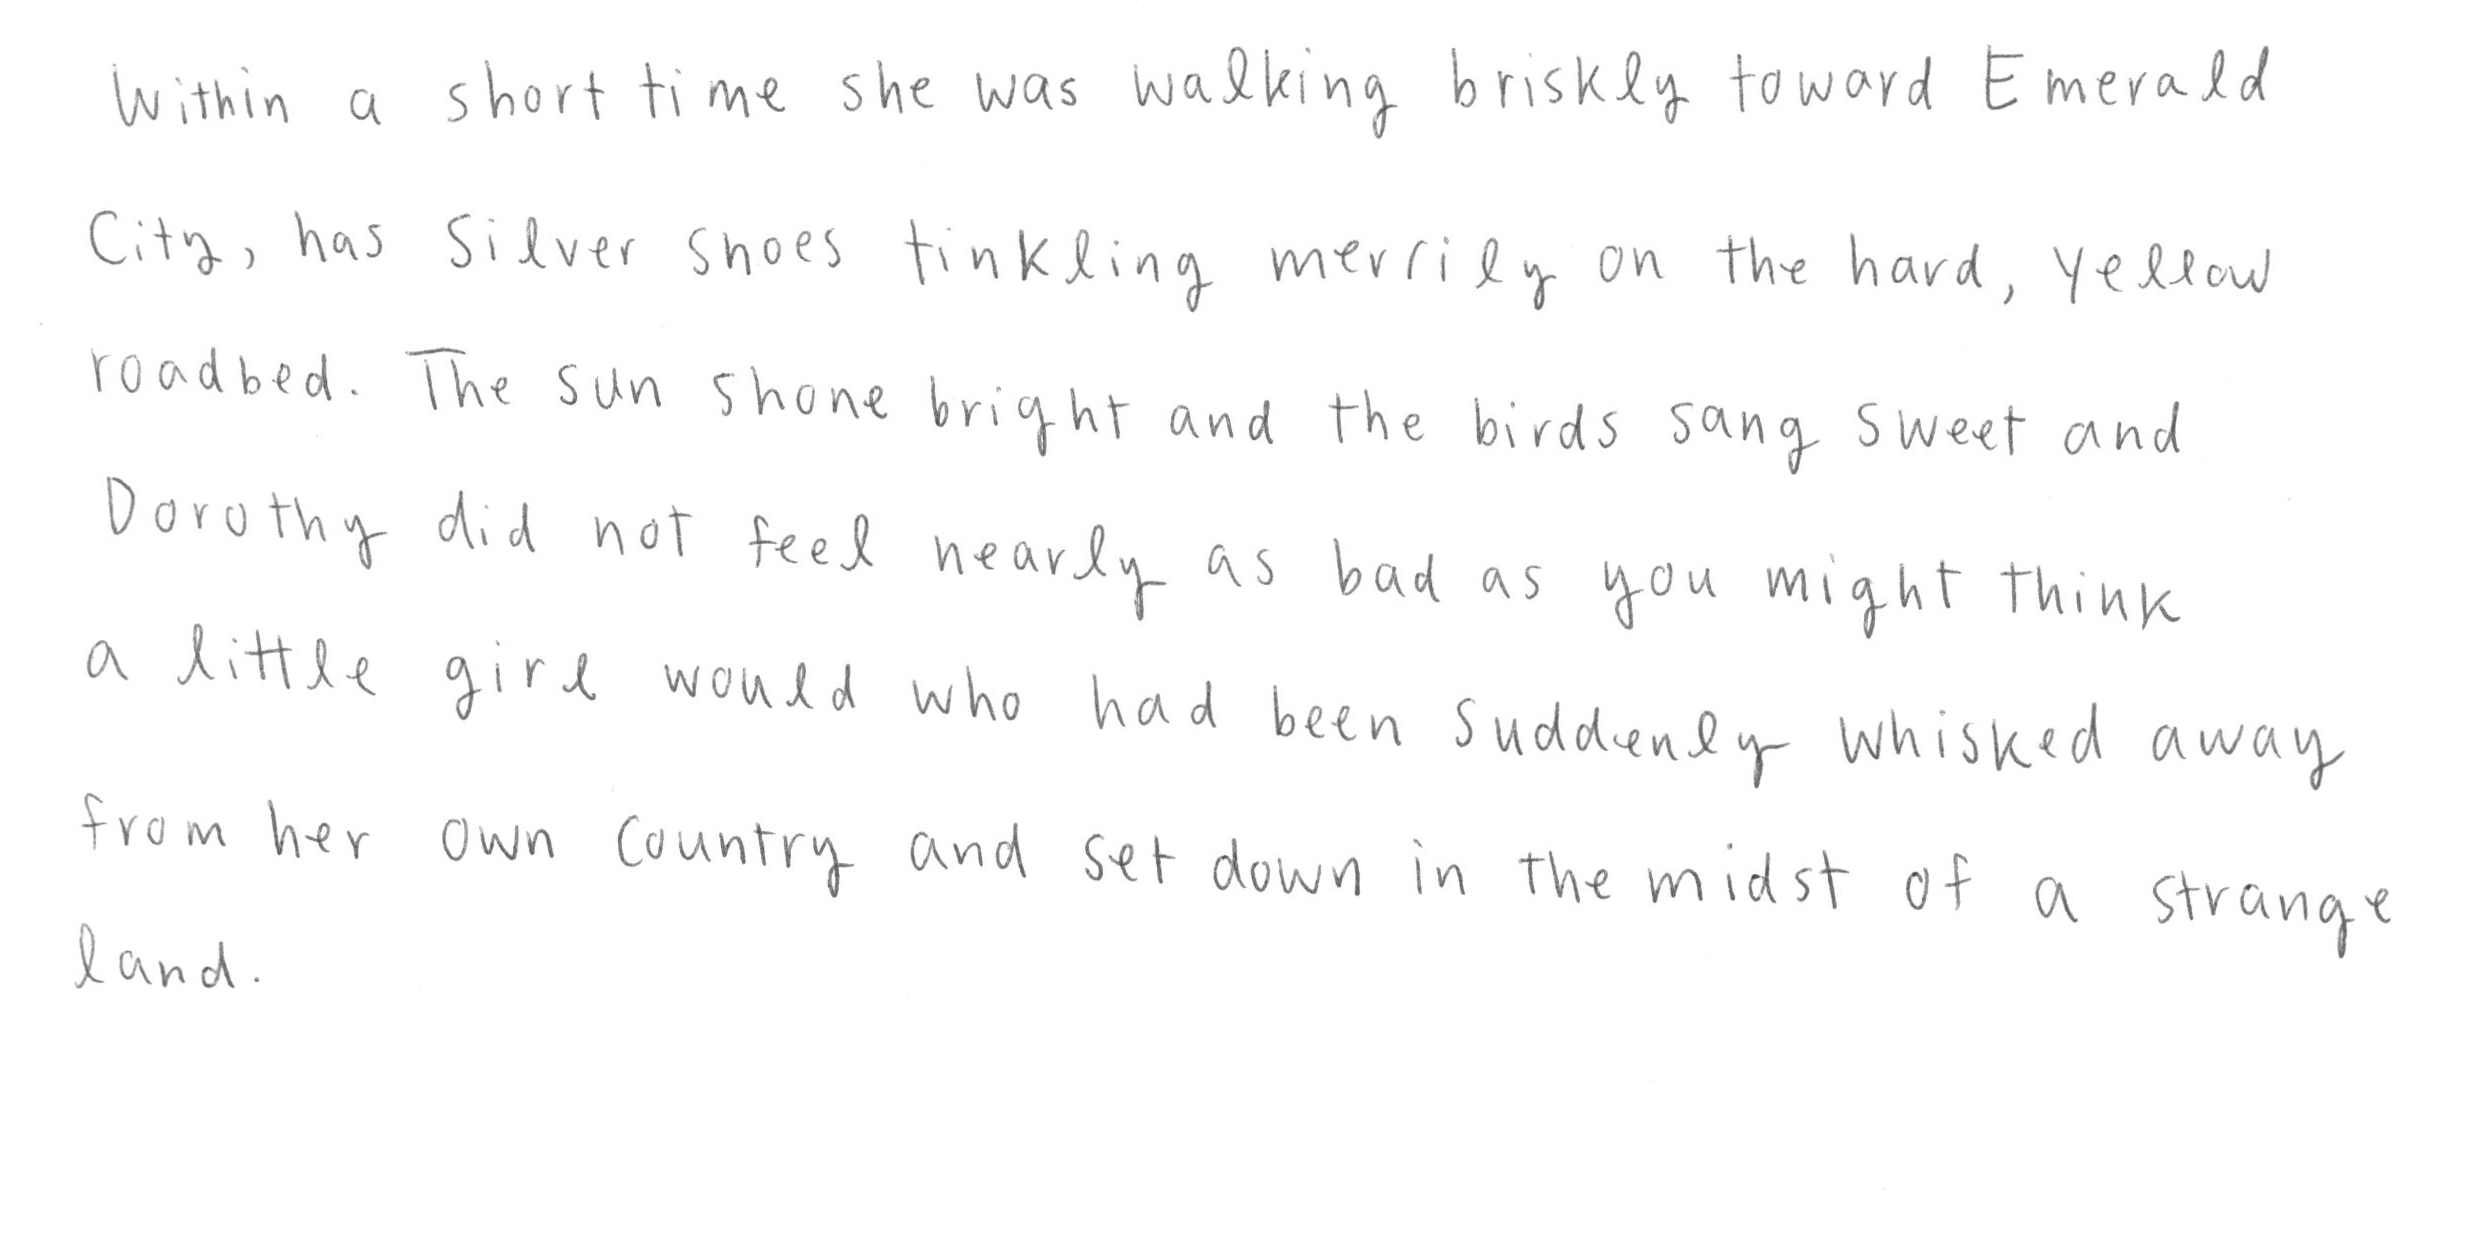 Within a short time she was walking briskly toward Emerald
City, has Silver Shoes tinkling merrily on the hard, yellow
roadbed. The sun shone bright and the birds sang sweet and
Dorothy did not feel nearly as bad as you might think
a little girl would who had been suddenly whisked away
from her own country and set down in the midst of a strange
land.